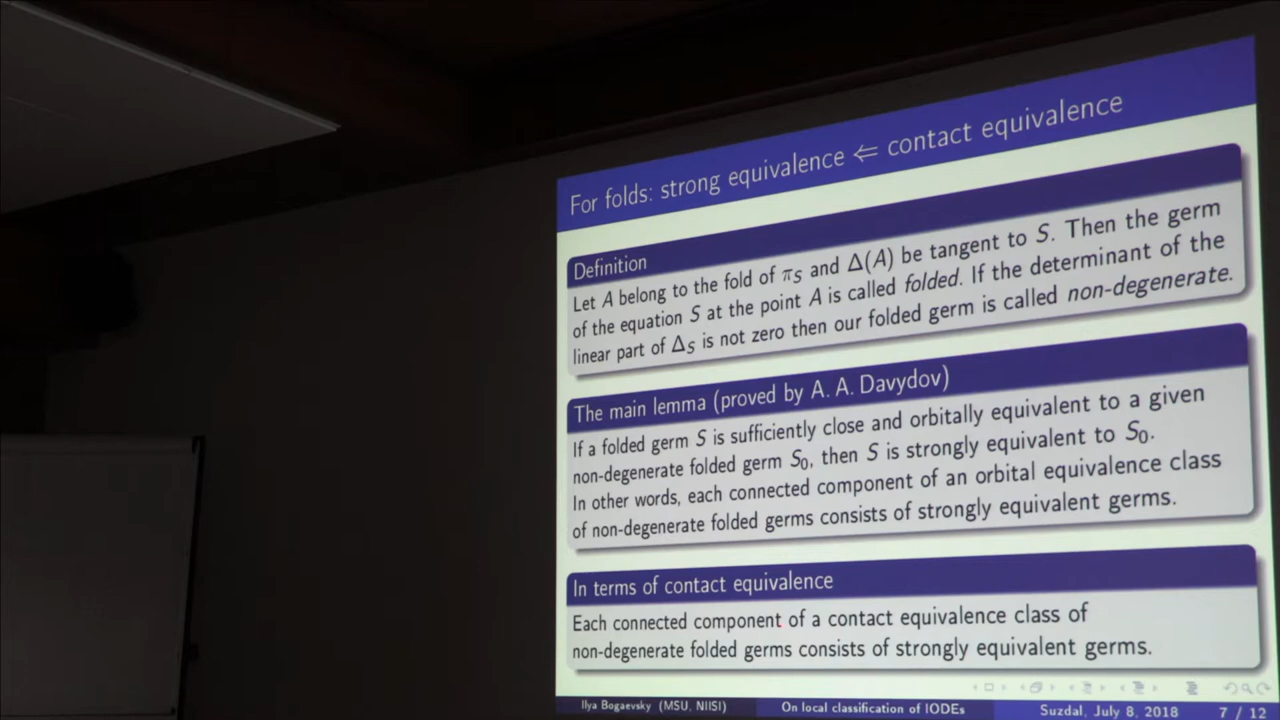 For folds: strong equivalence ⇐ contact equivalence
Definition
Let A belong to the fold of π_S and Δ(A) be tangent to S. Then the germ
of the equation S at the point A is called folded. If the determinant of the
linear part of Δ_S is not zero then our folded germ is called non-degenerate.
The main lemma (proved by A. A. Davydov)
If a folded germ S is sufficiently close and orbitally equivalent to a given
non-degenerate folded germ S₀, then S is strongly equivalent to S₀.
In other words, each connected component of an orbital equivalence class
of non-degenerate folded germs consists of strongly equivalent germs.
In terms of contact equivalence
Each connected component of a contact equivalence class of
non-degenerate folded germs consists of strongly equivalent germs.
Ilya Bogaevsky (MSU, NIISI) On local classification of IODEs Suzdal, July 8, 2018 7 / 12